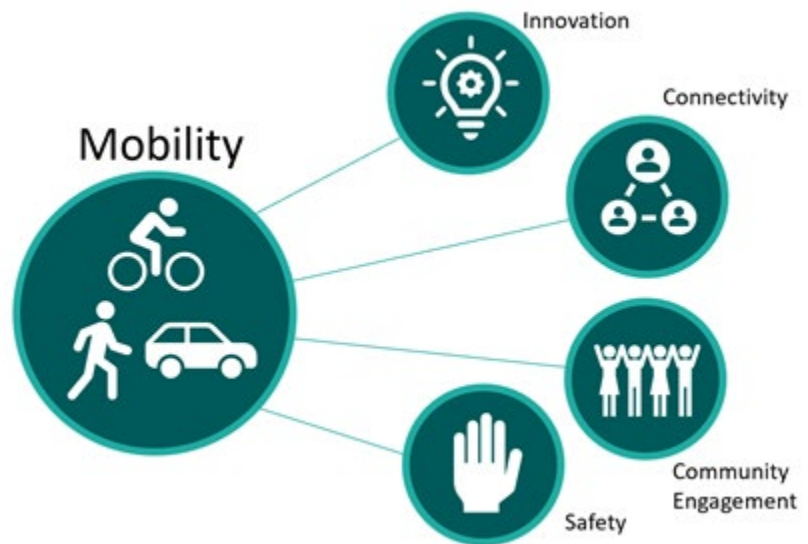 Innovation
Connectivity
Mobility
Community
Engagement
Safety